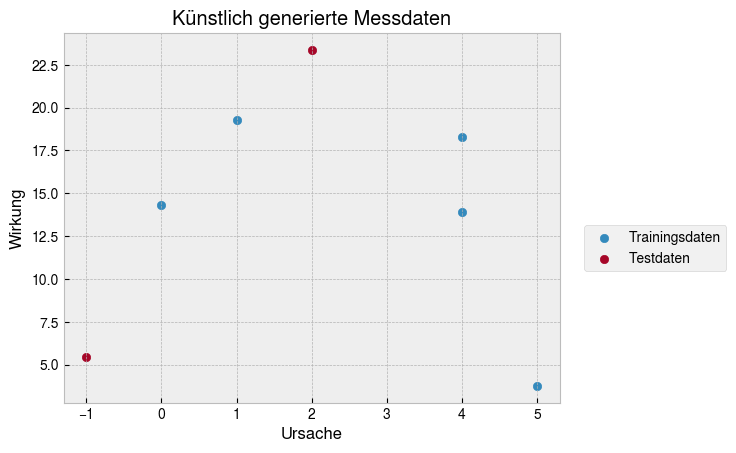 Künstlich generierte Messdaten
22.5
20.0
17.5
15.0
12.5
10.0
7.5
5.0
Wirkung
−1 0 1 2 3 4 5
Ursache
Trainingsdaten
Testdaten